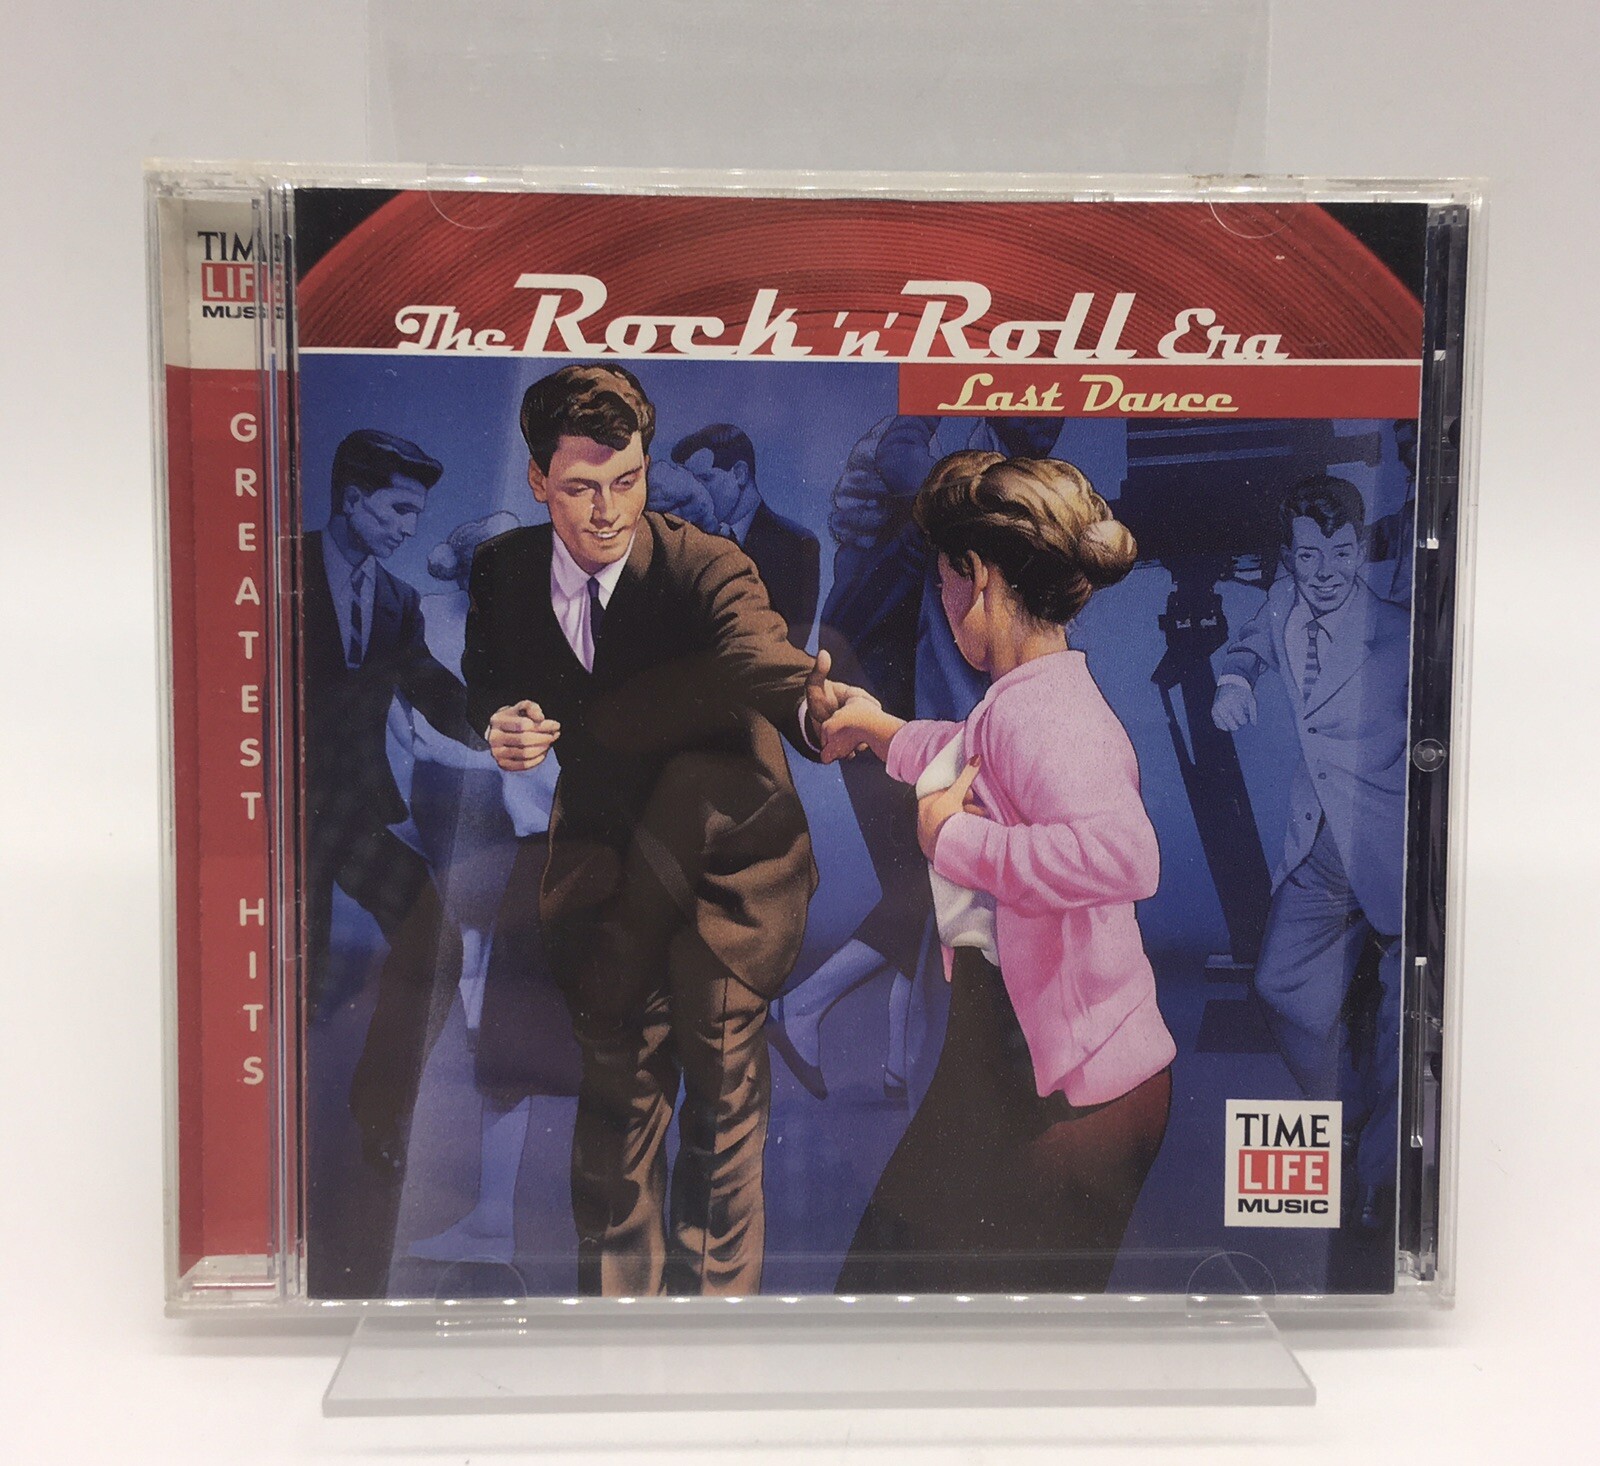 TIME
LIFE
MUSIC
GREATEST HITS
The Rock 'n' Roll Era
Last Dance
TIME
LIFE
MUSIC